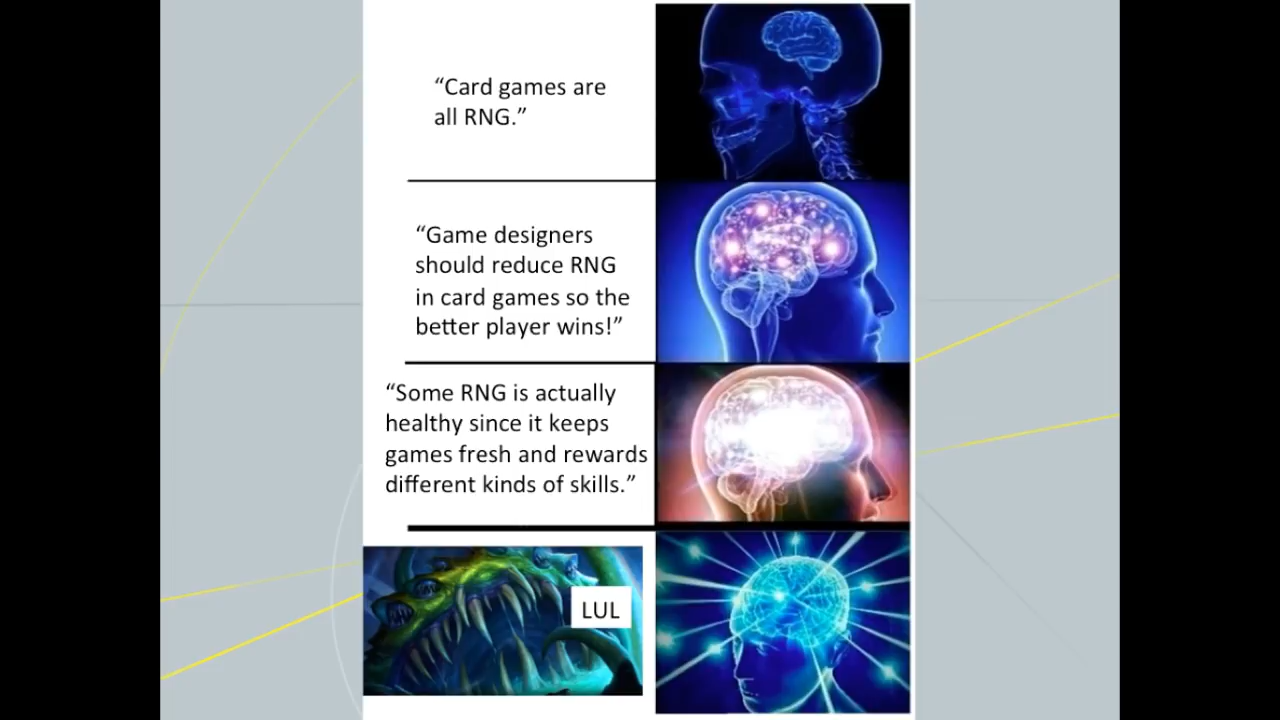 “Card games are
all RNG.”
“Game designers
should reduce RNG
in card games so the
better player wins!”
“Some RNG is actually
healthy since it keeps
games fresh and rewards
different kinds of skills.”
LUL